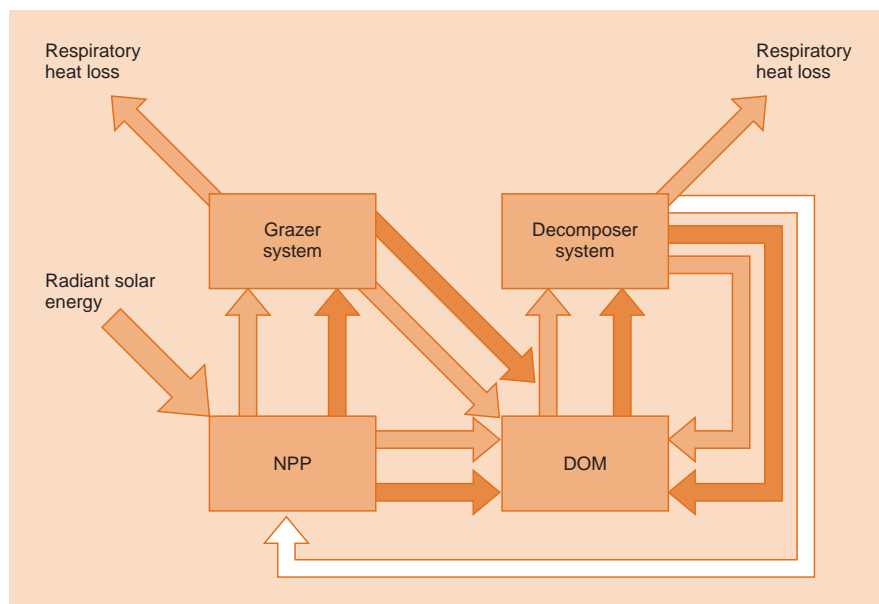 Respiratory
heat loss
Respiratory
heat loss
Grazer
system
Decomposer
system
Radiant solar
energy
NPP
DOM